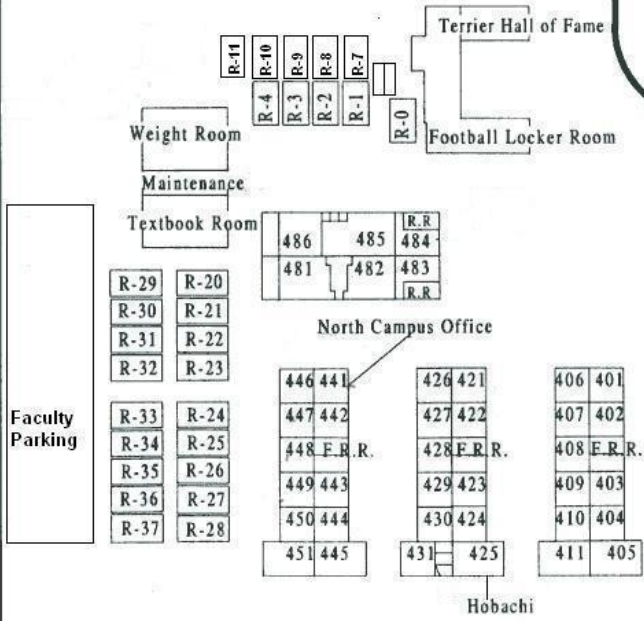 Terrier Hall of Fame
R-11 R-10 R-9 R-8 R-7
R-4 R-3 R-2 R-1
R-0
Football Locker Room
Weight Room
Maintenance
Textbook Room
486 485 R.R 484
481 482 483
R.R
R-29 R-20
R-30 R-21
R-31 R-22
R-32 R-23
North Campus Office
446 441 426 421 406 401
R-33 R-24
447 442 427 422 407 402
Faculty
Parking
R-34 R-25
448 F.R.R. 428 F.R.R. 408 F.R.R.
R-35 R-26
449 443 429 423 409 403
R-36 R-27
450 444 430 424 410 404
R-37 R-28
451 445 431 425 411 405
Hobachi